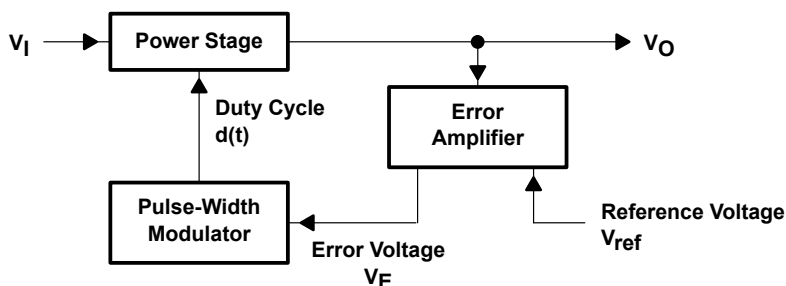 V_I
Power Stage
V_O
Duty Cycle
d(t)
Error
Amplifier
Pulse-Width
Modulator
Error Voltage
V_E
Reference Voltage
V_ref